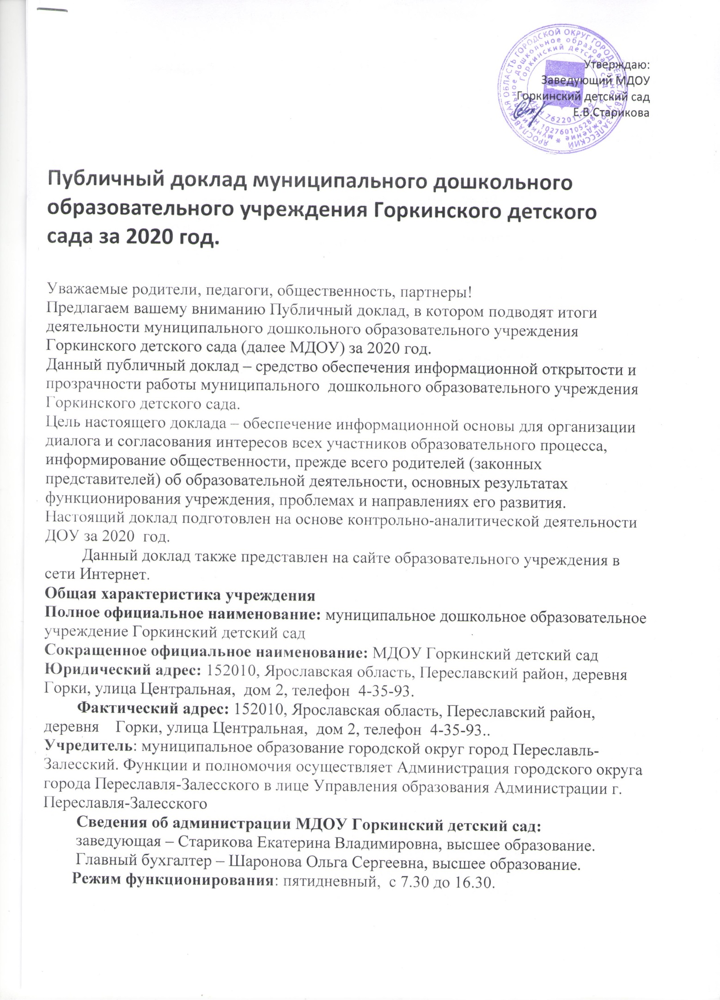 Утверждаю:
Заведующий МДОУ
Горкинский детский сад
Е.В.Старикова
ЯРОСЛАВСКАЯ ОБЛАСТЬ ГОРОДСКОЙ ОКРУГ ГОРОД ПЕРЕСЛАВЛЬ-ЗАЛЕССКИЙ
муниципальное дошкольное образовательное учреждение
Горкинский детский сад
Публичный доклад муниципального дошкольного
образовательного учреждения Горкинского детского
сада за 2020 год.
Уважаемые родители, педагоги, общественность, партнеры!
Предлагаем вашему вниманию Публичный доклад, в котором подводят итоги
деятельности муниципального дошкольного образовательного учреждения
Горкинского детского сада (далее МДОУ) за 2020 год.
Данный публичный доклад – средство обеспечения информационной открытости и
прозрачности работы муниципального  дошкольного образовательного учреждения
Горкинского детского сада.
Цель настоящего доклада – обеспечение информационной основы для организации
диалога и согласования интересов всех участников образовательного процесса,
информирование общественности, прежде всего родителей (законных
представителей) об образовательной деятельности, основных результатах
функционирования учреждения, проблемах и направлениях его развития.
Настоящий доклад подготовлен на основе контрольно-аналитической деятельности
ДОУ за 2020  год.
Данный доклад также представлен на сайте образовательного учреждения в
сети Интернет.
Общая характеристика учреждения
Полное официальное наименование: муниципальное дошкольное образовательное
учреждение Горкинский детский сад
Сокращенное официальное наименование: МДОУ Горкинский детский сад
Юридический адрес: 152010, Ярославская область, Переславский район, деревня
Горки, улица Центральная,  дом 2, телефон  4-35-93.
Фактический адрес: 152010, Ярославская область, Переславский район,
деревня    Горки, улица Центральная,  дом 2, телефон  4-35-93..
Учредитель: муниципальное образование городской округ город Переславль-
Залесский. Функции и полномочия осуществляет Администрация городского округа
города Переславля-Залесского в лице Управления образования Администрации г.
Переславля-Залесского
Сведения об администрации МДОУ Горкинский детский сад:
заведующая – Старикова Екатерина Владимировна, высшее образование.
Главный бухгалтер – Шаронова Ольга Сергеевна, высшее образование.
Режим функционирования: пятидневный,  с 7.30 до 16.30.